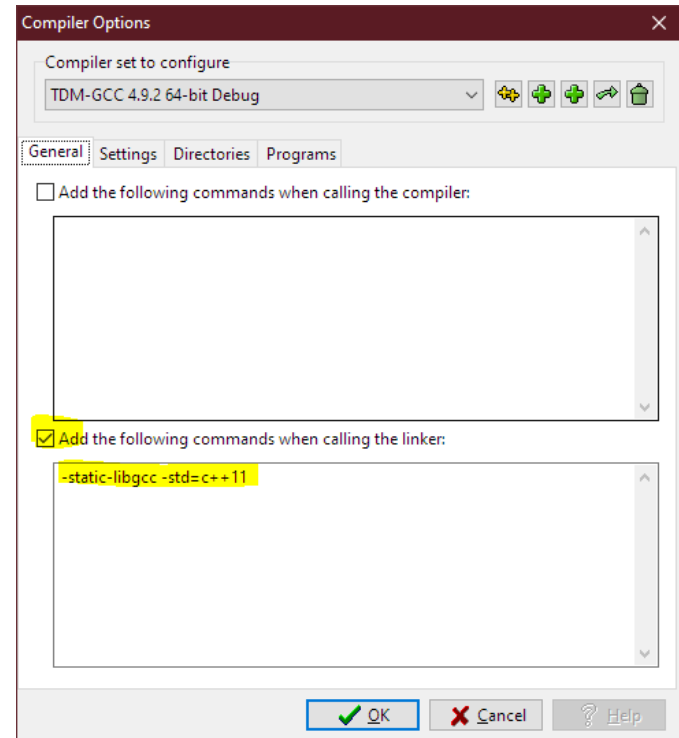 Compiler Options
Compiler set to configure
TDM-GCC 4.9.2 64-bit Debug
General Settings Directories Programs
Add the following commands when calling the compiler:
Add the following commands when calling the linker:
-static-libgcc -std=c++11
OK Cancel Help